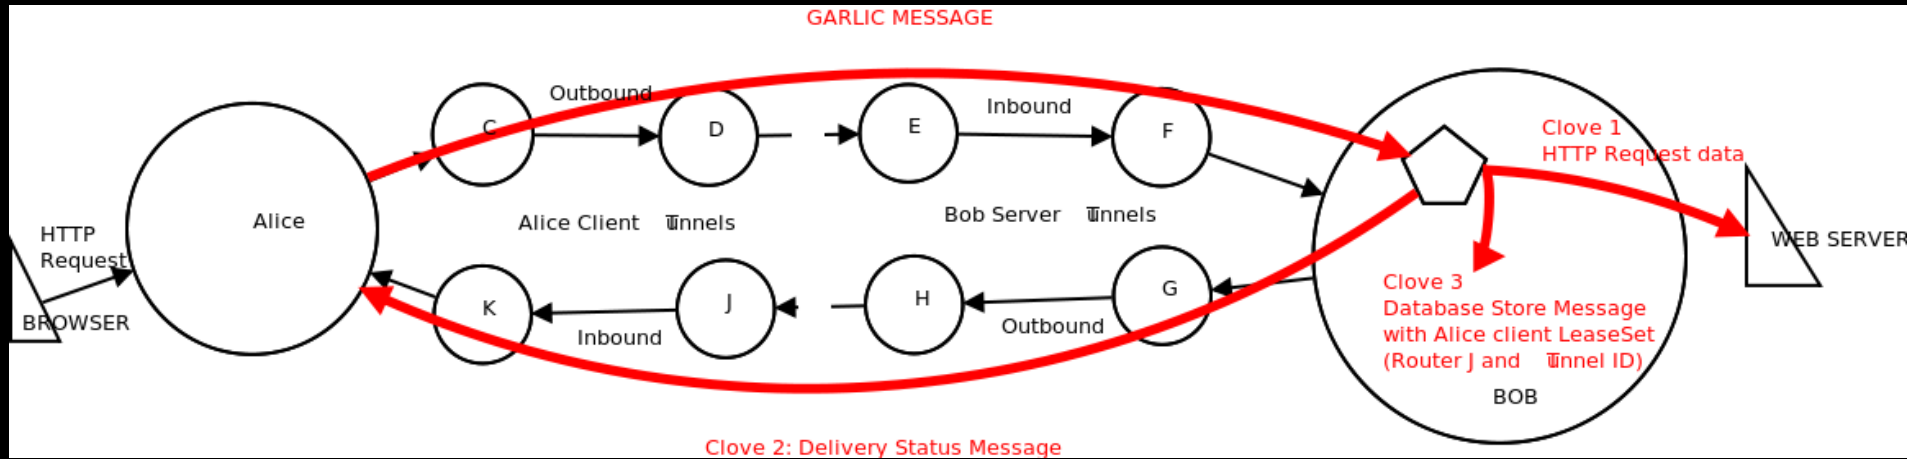 GARLIC MESSAGE
Outbound
Inbound
Clove 1
HTTP Request data
C
D
E
F
Alice
Alice Client Tunnels
Bob Server Tunnels
HTTP
Request
WEB SERVER
BROWSER
K
J
H
G
Inbound
Outbound
Clove 3
Database Store Message
with Alice client LeaseSet
(Router J and Tunnel ID)
BOB
Clove 2: Delivery Status Message